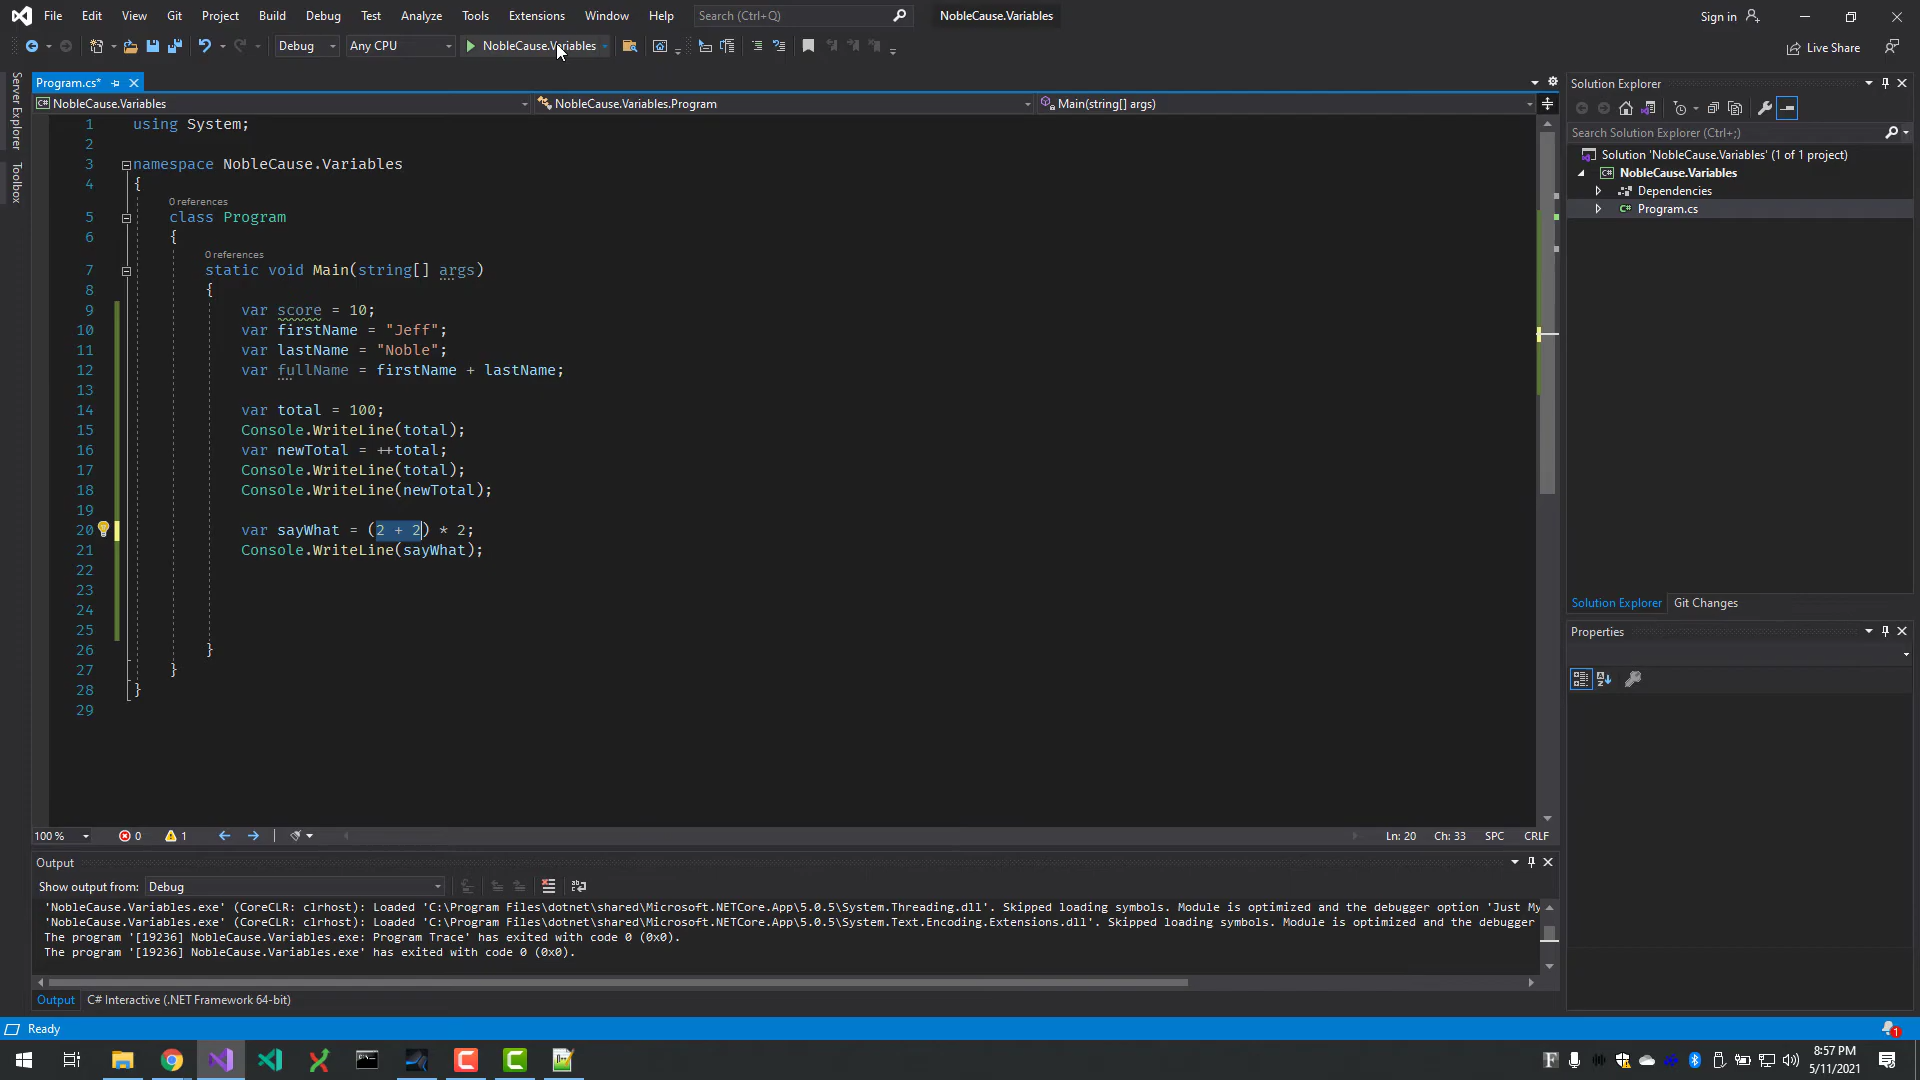 File Edit View Git Project Build Debug Test Analyze Tools Extensions Window Help Search (Ctrl+Q) NobleCause.Variables Sign in
Debug Any CPU NobleCause.Variables Live Share
Server Explorer
Toolbox
Program.cs*
NobleCause.Variables NobleCause.Variables.Program Main(string[] args)
1 using System;
2
3 namespace NobleCause.Variables
4 {
0 references
5 class Program
6 {
0 references
7 static void Main(string[] args)
8 {
9 var score = 10;
10 var firstName = "Jeff";
11 var lastName = "Noble";
12 var fullName = firstName + lastName;
13
14 var total = 100;
15 Console.WriteLine(total);
16 var newTotal = ++total;
17 Console.WriteLine(total);
18 Console.WriteLine(newTotal);
19
20 var sayWhat = (2 + 2) * 2;
21 Console.WriteLine(sayWhat);
22
23
24
25
26 }
27 }
28 }
29
100 % 0 1 Ln: 20 Ch: 33 SPC CRLF
Output
Show output from: Debug
'NobleCause.Variables.exe' (CoreCLR: clrhost): Loaded 'C:\Program Files\dotnet\shared\Microsoft.NETCore.App\5.0.5\System.Threading.dll'. Skipped loading symbols. Module is optimized and the debugger option 'Just My
'NobleCause.Variables.exe' (CoreCLR: clrhost): Loaded 'C:\Program Files\dotnet\shared\Microsoft.NETCore.App\5.0.5\System.Text.Encoding.Extensions.dll'. Skipped loading symbols. Module is optimized and the debugger
The program '[19236] NobleCause.Variables.exe: Program Trace' has exited with code 0 (0x0).
The program '[19236] NobleCause.Variables.exe' has exited with code 0 (0x0).
Output C# Interactive (.NET Framework 64-bit)
Solution Explorer
Search Solution Explorer (Ctrl+;)
Solution 'NobleCause.Variables' (1 of 1 project)
NobleCause.Variables
Dependencies
Program.cs
Solution Explorer Git Changes
Properties
Ready
1
8:57 PM
5/11/2021